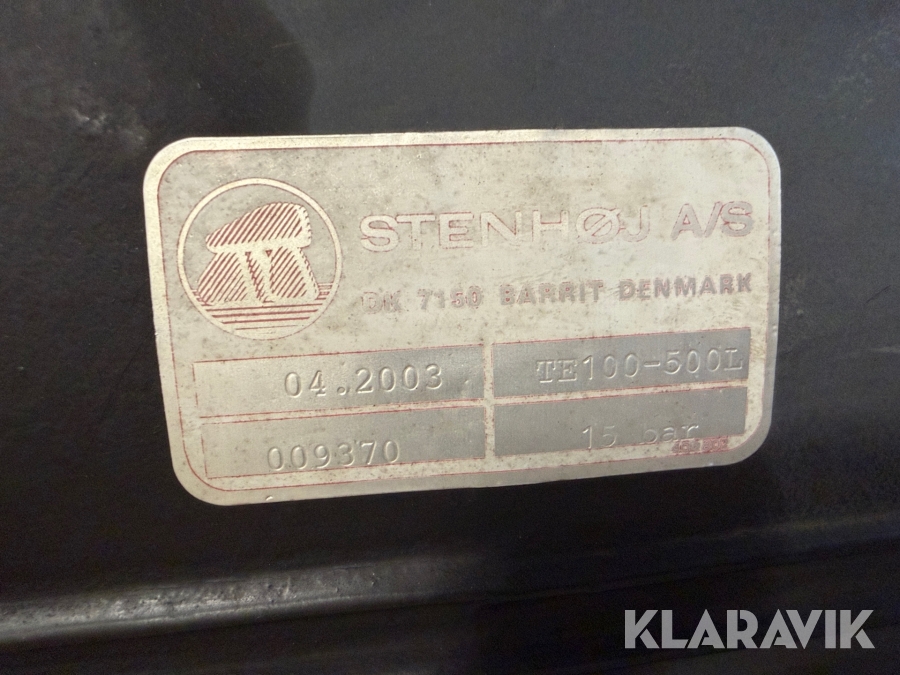 STENHØJ A/S
DK 7150 BARRIT DENMARK
04.2003 TE100-500L
009370 15 bar
KLARAVIK